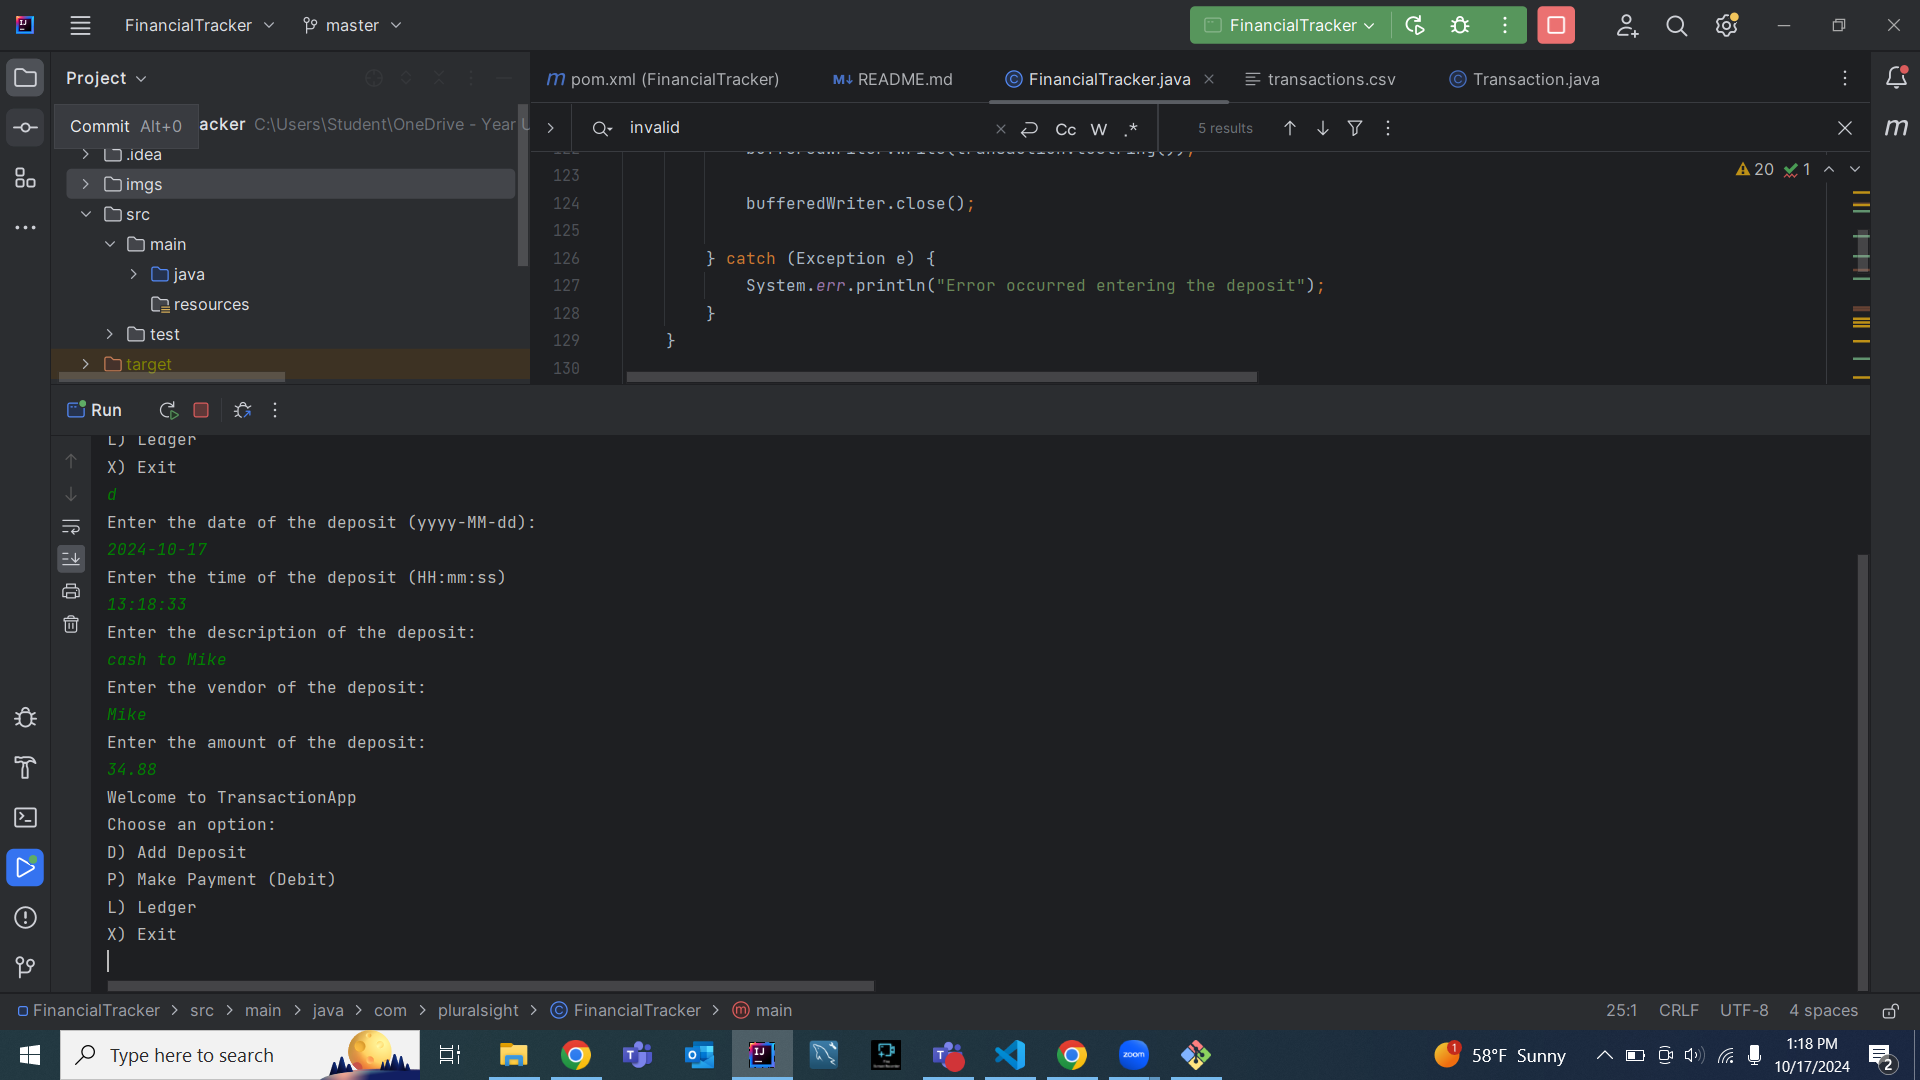 FinancialTracker
master
FinancialTracker
Project
pom.xml (FinancialTracker)
README.md
FinancialTracker.java
transactions.csv
Transaction.java
Commit Alt+0
acker C:\Users\Student\OneDrive - Year U
invalid
Cc W .*
5 results
.idea
imgs
src
main
java
resources
test
target
20 1
123
124 bufferedWriter.close();
125
126 } catch (Exception e) {
127 System.err.println("Error occurred entering the deposit");
128 }
129 }
130
Run
L) Ledger
X) Exit
d
Enter the date of the deposit (yyyy-MM-dd):
2024-10-17
Enter the time of the deposit (HH:mm:ss)
13:18:33
Enter the description of the deposit:
cash to Mike
Enter the vendor of the deposit:
Mike
Enter the amount of the deposit:
34.88
Welcome to TransactionApp
Choose an option:
D) Add Deposit
P) Make Payment (Debit)
L) Ledger
X) Exit
FinancialTracker > src > main > java > com > pluralsight > FinancialTracker > main
25:1 CRLF UTF-8 4 spaces
Type here to search
zoom
1
58°F Sunny
1:18 PM
10/17/2024
2